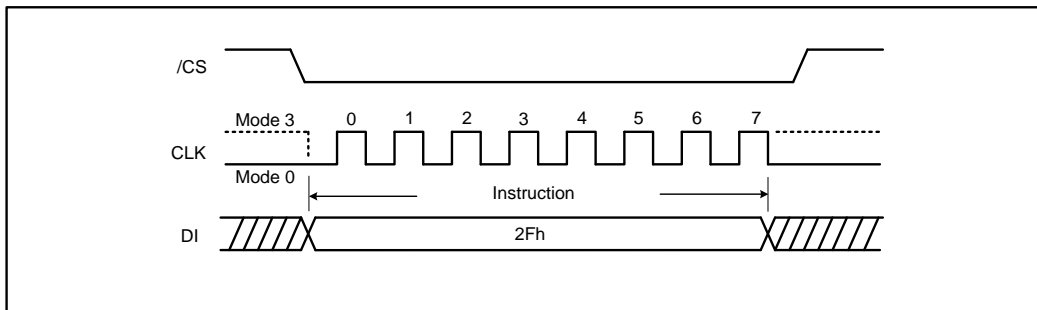 /CS
Mode 3
0 1 2 3 4 5 6 7
CLK
Mode 0
Instruction
DI
2Fh